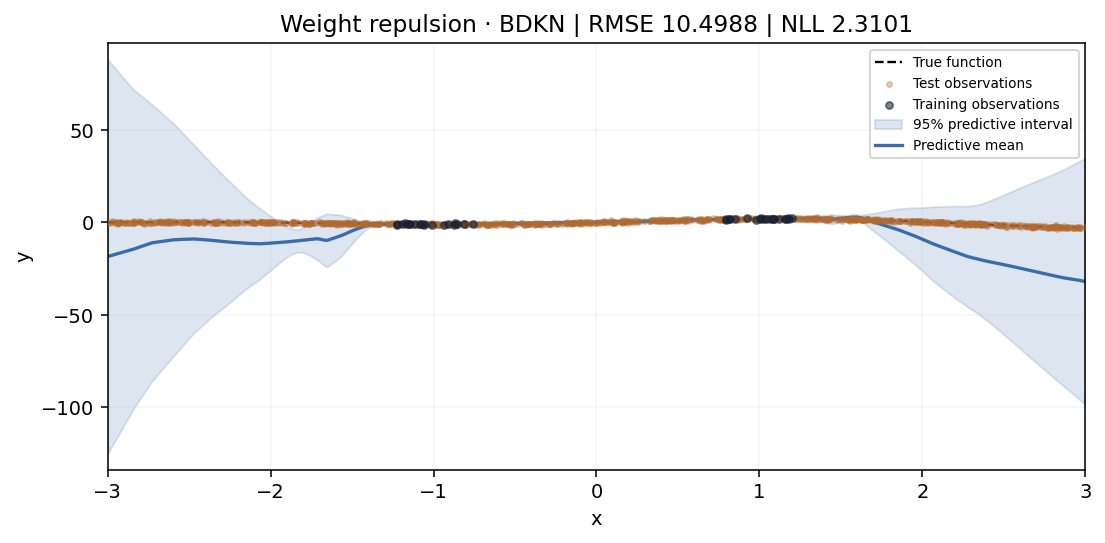 Weight repulsion · BDKN | RMSE 10.4988 | NLL 2.3101
True function
Test observations
Training observations
95% predictive interval
Predictive mean
50
0
−50
−100
y
−3
−2
−1
0
1
2
3
x